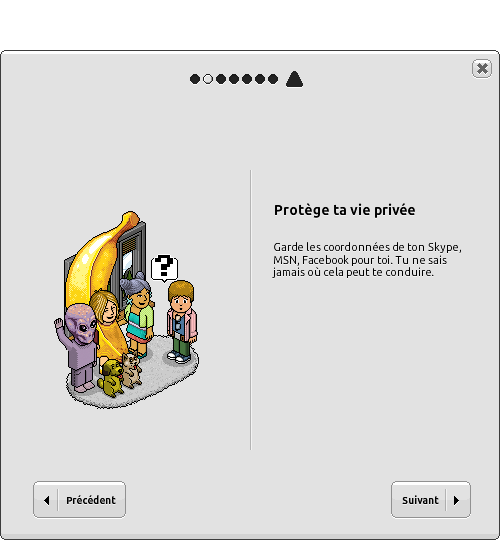 Protège ta vie privée
Garde les coordonnées de ton Skype,
MSN, Facebook pour toi. Tu ne sais
jamais où cela peut te conduire.
?
Précédent
Suivant